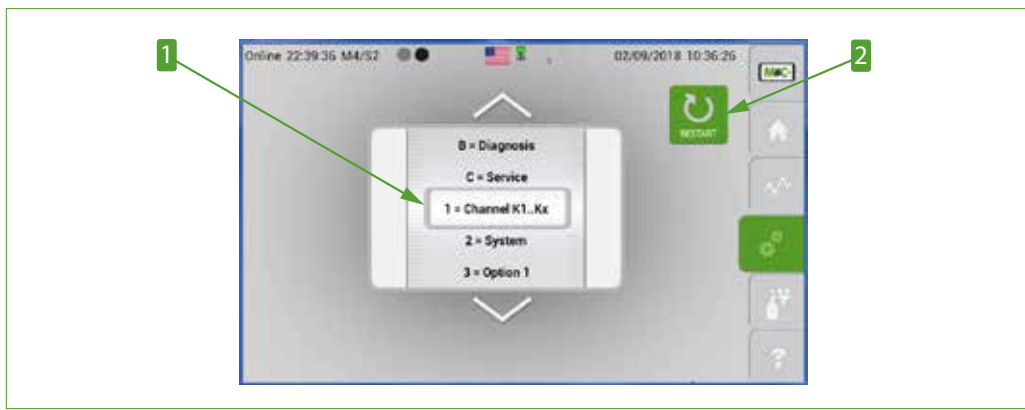 1
2
Online 22:39:36 M4/S2
02/09/2018 10:36:26
RESTART
B = Diagnosis
C = Service
1 = Channel K1..Kx
2 = System
3 = Option 1
?